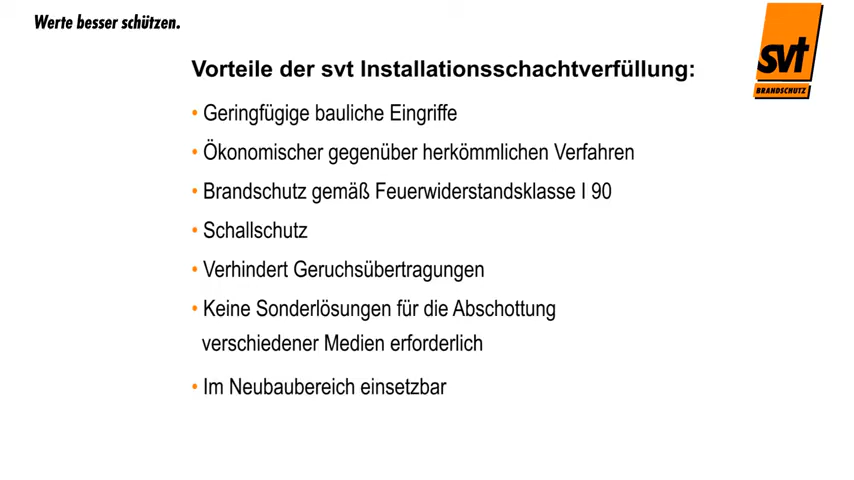 Werte besser schützen.
svt
BRANDSCHUTZ
Vorteile der svt Installationsschachtverfüllung:
• Geringfügige bauliche Eingriffe
• Ökonomischer gegenüber herkömmlichen Verfahren
• Brandschutz gemäß Feuerwiderstandsklasse I 90
• Schallschutz
• Verhindert Geruchsübertragungen
• Keine Sonderlösungen für die Abschottung
verschiedener Medien erforderlich
• Im Neubaubereich einsetzbar